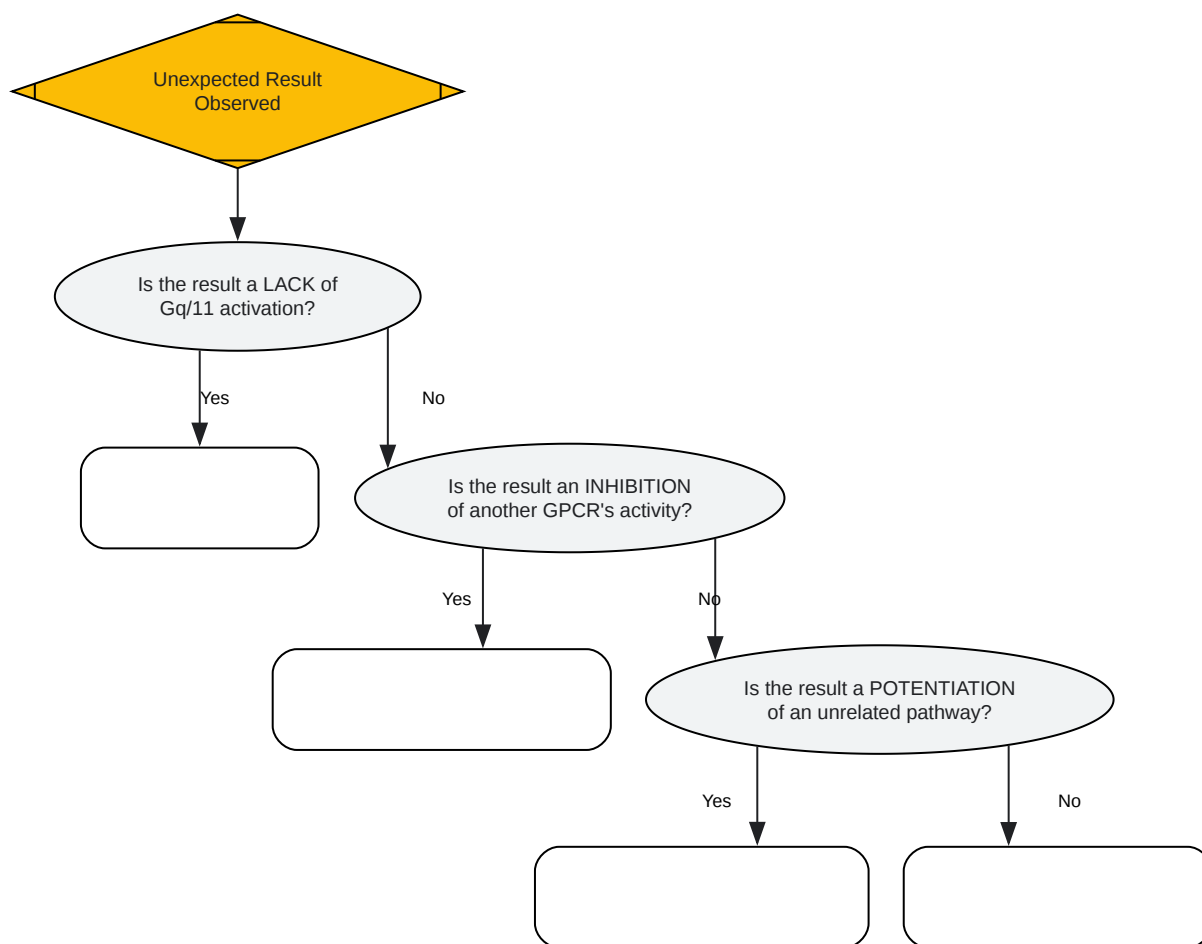 Unexpected Result
Observed
Is the result a LACK of
Gq/11 activation?
Yes
No
Is the result an INHIBITION
of another GPCR's activity?
Yes
No
Is the result a POTENTIATION
of an unrelated pathway?
Yes
No